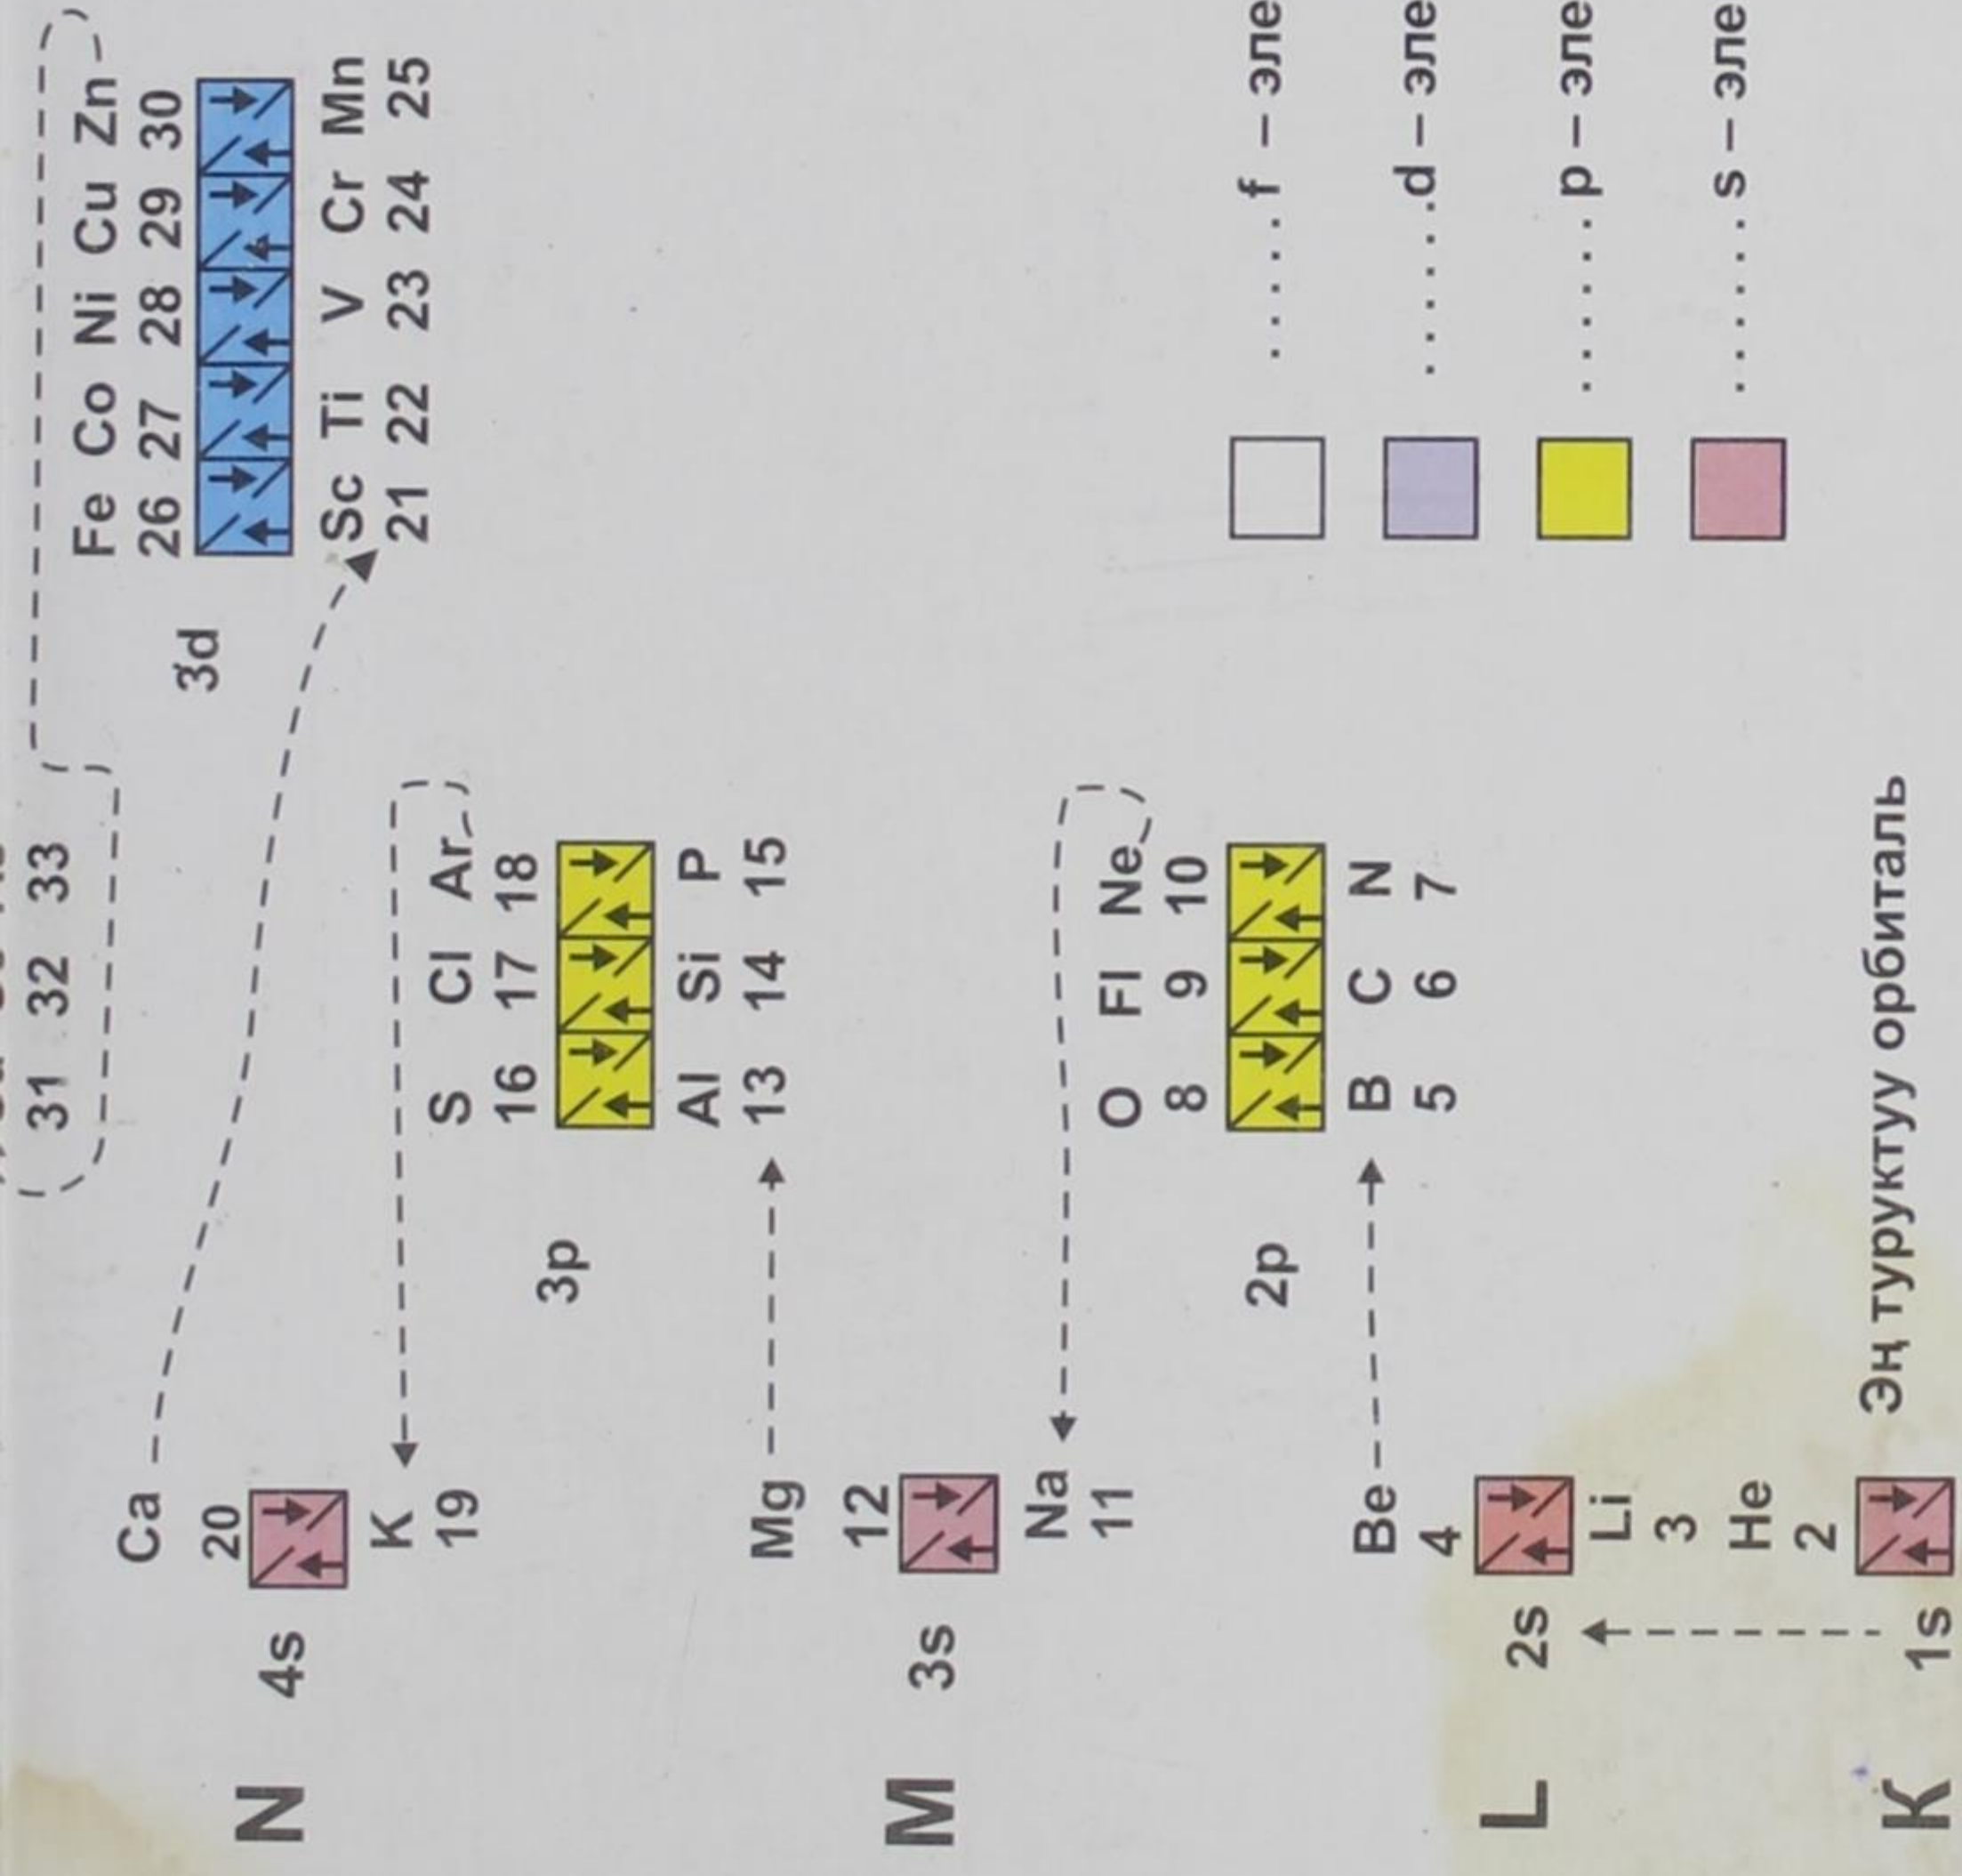 31 32 33
Fe Co Ni Cu Zn
26 27 28 29 30
Ca
20
3d
N 4s
Sc Ti V Cr Mn
21 22 23 24 25
K
19
S Cl Ar
16 17 18
3p
Al Si P
13 14 15
Mg
12
M 3s
Na
11
O Fl Ne
8 9 10
2p
B C N
5 6 7
Be
4
L 2s
Li
3
He
2
К 1s
Эң туруктуу орбиталь
......f – эле
......d – эле
......p – эле
......s – эле